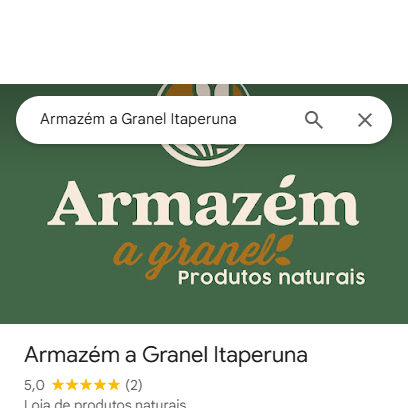 Armazém a Granel Itaperuna
Armazém
a granel
Produtos naturais
Armazém a Granel Itaperuna
5,0 ★★★★★ (2)
Loja de produtos naturais